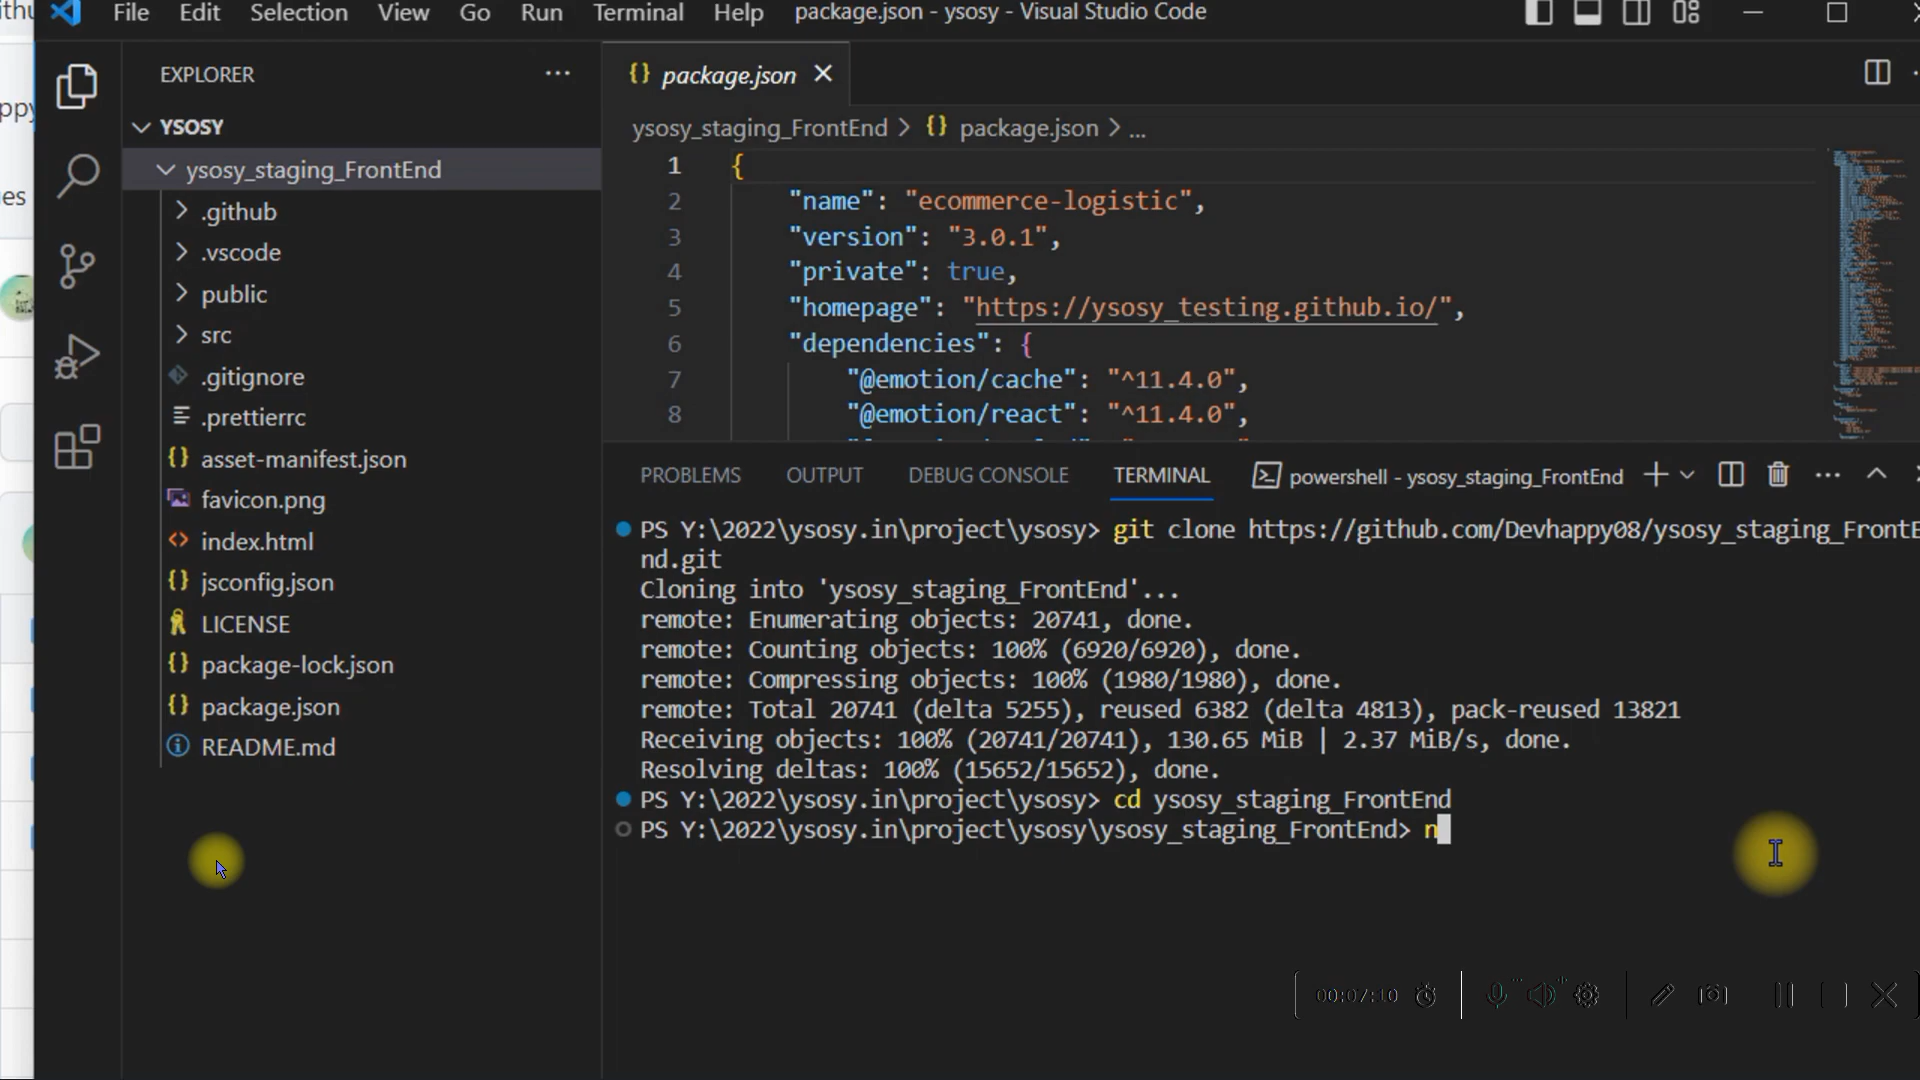 File Edit Selection View Go Run Terminal Help package.json - ysosy - Visual Studio Code
EXPLORER
YSOSY
ysosy_staging_FrontEnd
.github
.vscode
public
src
.gitignore
.prettierrc
asset-manifest.json
favicon.png
index.html
jsconfig.json
LICENSE
package-lock.json
package.json
README.md
package.json
ysosy_staging_FrontEnd > {} package.json > ...
1 {
2 "name": "ecommerce-logistic",
3 "version": "3.0.1",
4 "private": true,
5 "homepage": "https://ysosy_testing.github.io/",
6 "dependencies": {
7 "@emotion/cache": "^11.4.0",
8 "@emotion/react": "^11.4.0",
PROBLEMS OUTPUT DEBUG CONSOLE TERMINAL powershell - ysosy_staging_FrontEnd
PS Y:\2022\ysosy.in\project\ysosy> git clone https://github.com/Devhappy08/ysosy_staging_FrontE
nd.git
Cloning into 'ysosy_staging_FrontEnd'...
remote: Enumerating objects: 20741, done.
remote: Counting objects: 100% (6920/6920), done.
remote: Compressing objects: 100% (1980/1980), done.
remote: Total 20741 (delta 5255), reused 6382 (delta 4813), pack-reused 13821
Receiving objects: 100% (20741/20741), 130.65 MiB | 2.37 MiB/s, done.
Resolving deltas: 100% (15652/15652), done.
PS Y:\2022\ysosy.in\project\ysosy> cd ysosy_staging_FrontEnd
PS Y:\2022\ysosy.in\project\ysosy\ysosy_staging_FrontEnd> n
00:07:10